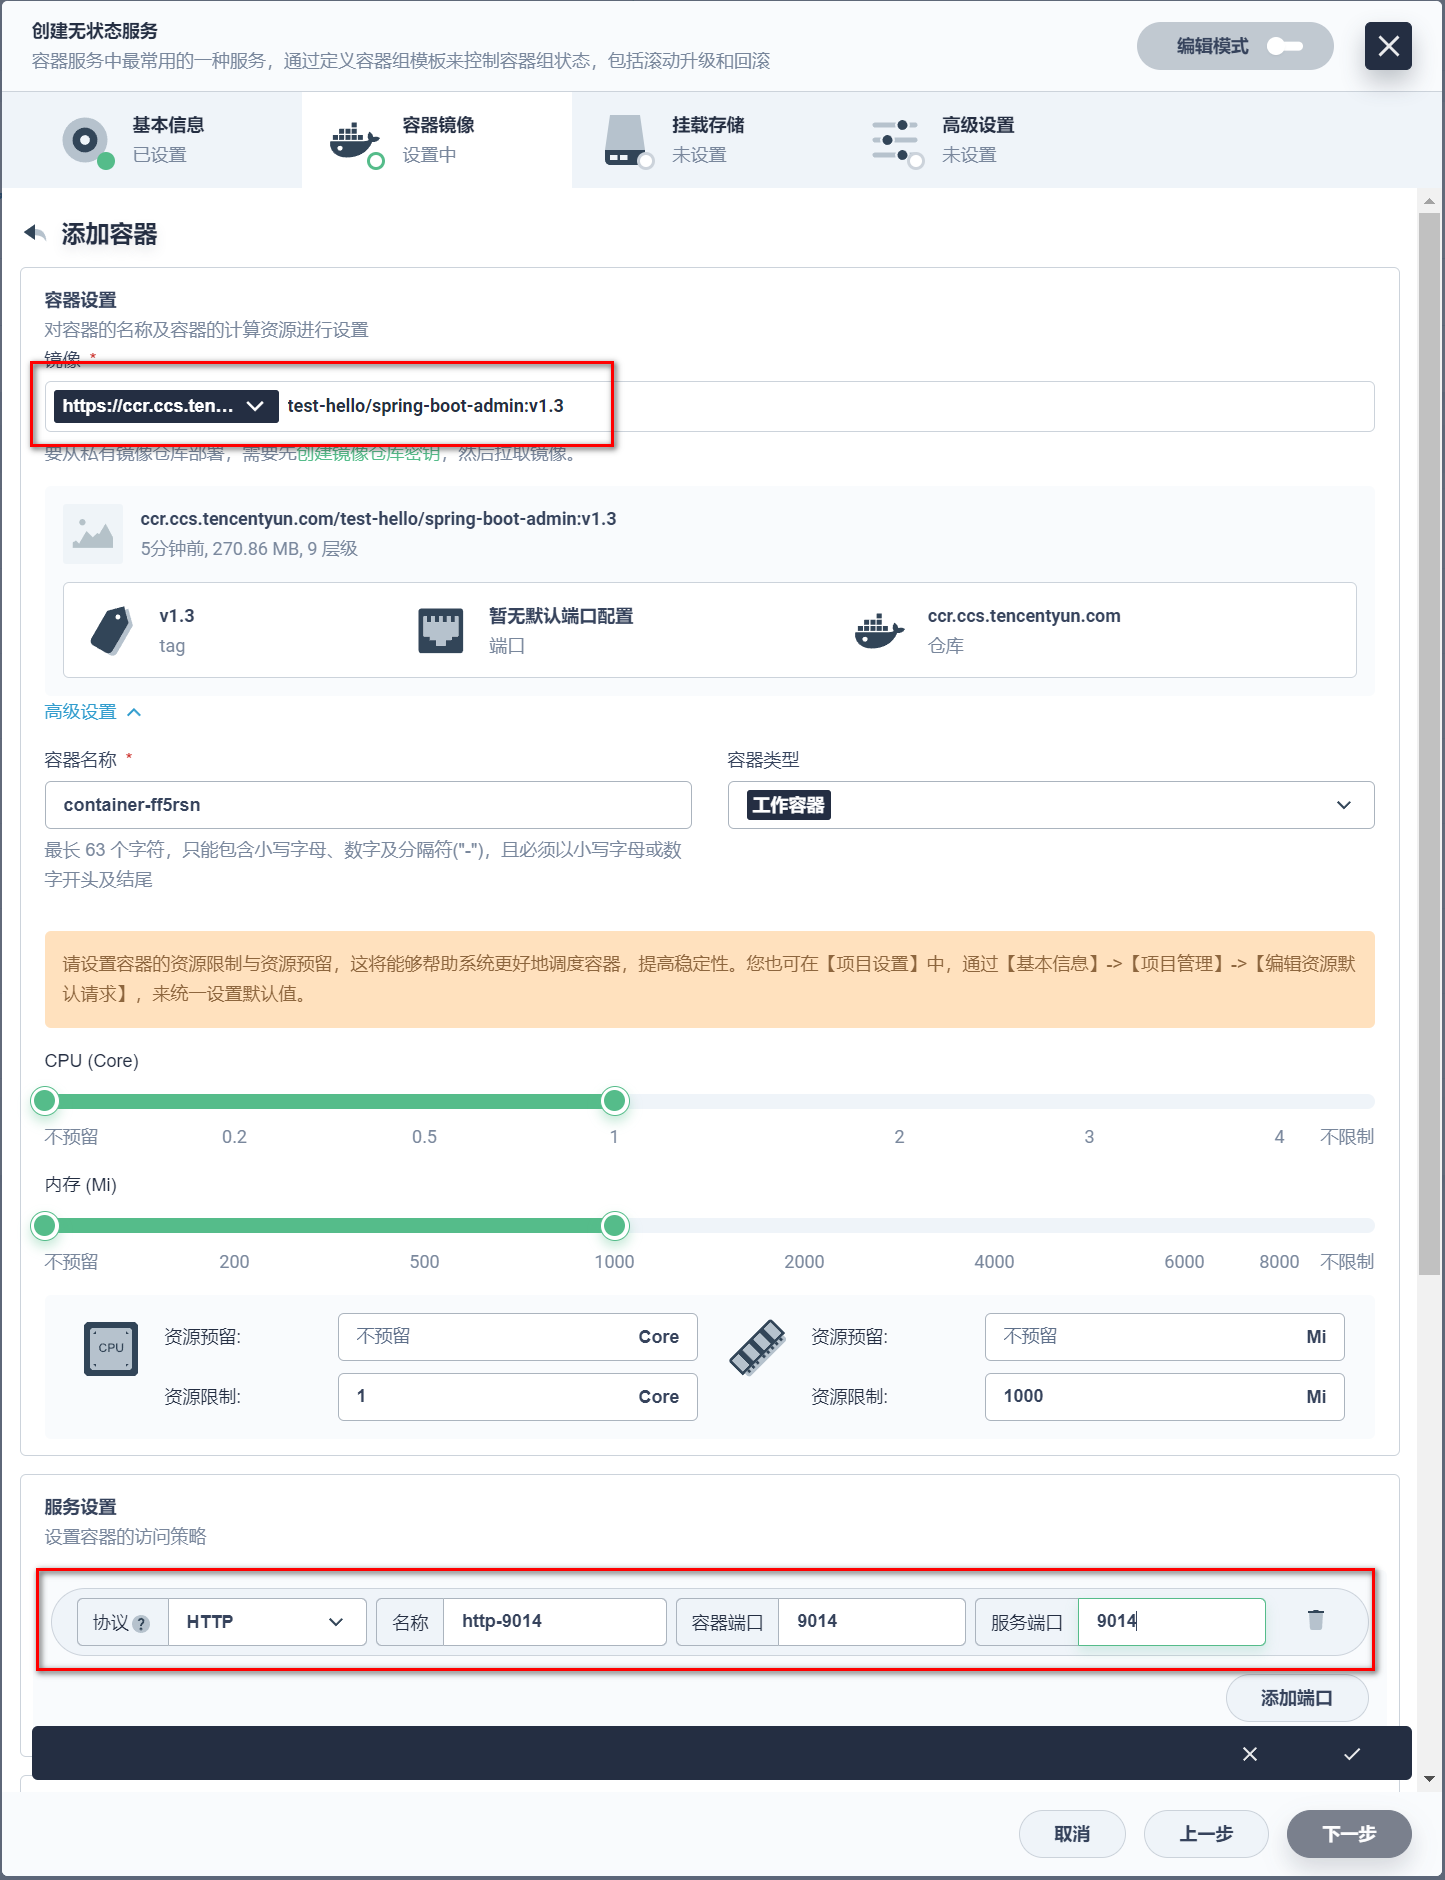 创建无状态服务
容器服务中最常用的一种服务，通过定义容器组模板来控制容器组状态，包括滚动升级和回滚
编辑模式
基本信息
已设置
容器镜像
设置中
挂载存储
未设置
高级设置
未设置
添加容器
容器设置
对容器的名称及容器的计算资源进行设置
镜像 *
https://ccr.ccs.ten... test-hello/spring-boot-admin:v1.3
要从私有镜像仓库部署，需要先创建镜像仓库密钥，然后拉取镜像。
ccr.ccs.tencentyun.com/test-hello/spring-boot-admin:v1.3
5分钟前, 270.86 MB, 9 层级
v1.3
tag
暂无默认端口配置
端口
ccr.ccs.tencentyun.com
仓库
高级设置
容器名称 *
container-ff5rsn
最长 63 个字符，只能包含小写字母、数字及分隔符("-")，且必须以小写字母或数
字开头及结尾
容器类型
工作容器
请设置容器的资源限制与资源预留，这将能够帮助系统更好地调度容器，提高稳定性。您也可在【项目设置】中，通过【基本信息】->【项目管理】->【编辑资源默
认请求】，来统一设置默认值。
CPU (Core)
不预留 0.2 0.5 1 2 3 4 不限制
内存 (Mi)
不预留 200 500 1000 2000 4000 6000 8000 不限制
CPU
资源预留: 不预留 Core
资源限制: 1 Core
资源预留: 不预留 Mi
资源限制: 1000 Mi
服务设置
设置容器的访问策略
协议 ? HTTP 名称 http-9014 容器端口 9014 服务端口 9014
添加端口
取消 上一步 下一步